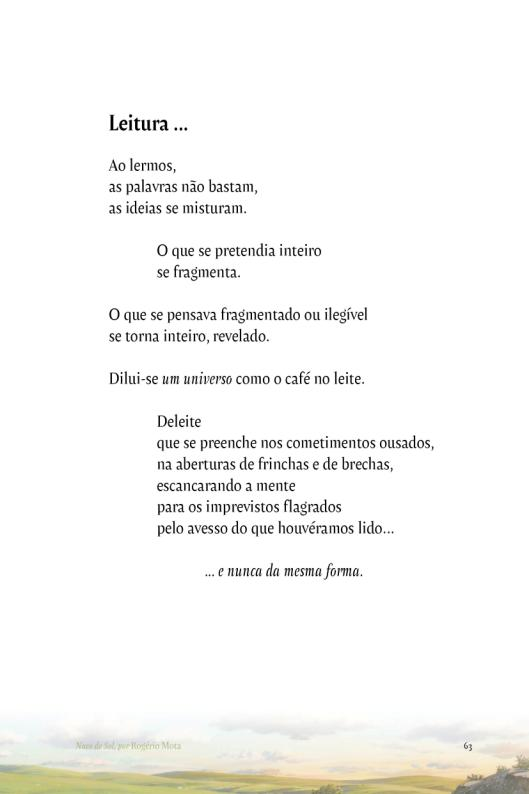 Leitura ...
Ao lermos,
as palavras não bastam,
as ideias se misturam.
O que se pretendia inteiro
se fragmenta.
O que se pensava fragmentado ou ilegível
se torna inteiro, revelado.
Dilui-se um universo como o café no leite.
Deleite
que se preenche nos cometimentos ousados,
na aberturas de frinchas e de brechas,
escancarando a mente
para os imprevistos flagrados
pelo avesso do que houvéramos lido...
... e nunca da mesma forma.
de Sol, por Rogério Mota
63